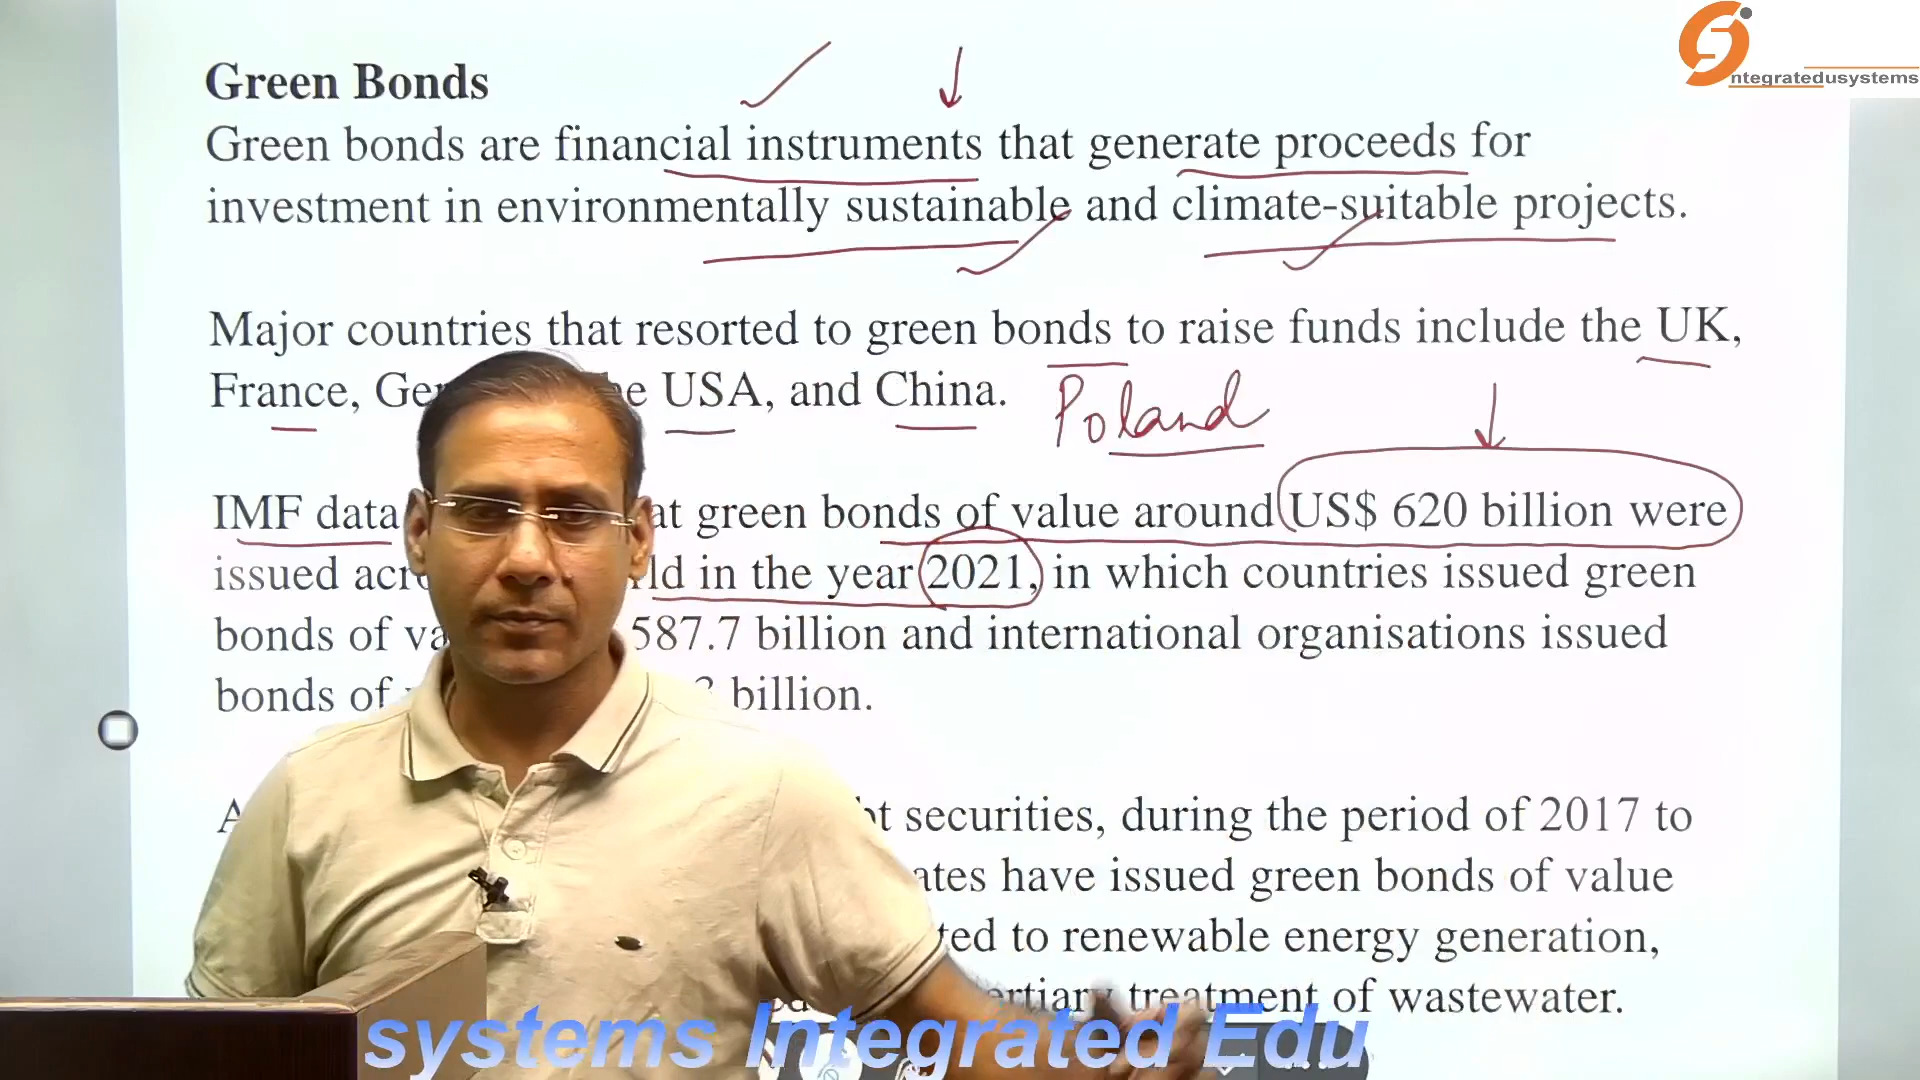 ntegratedusystems
Green Bonds
Green bonds are financial instruments that generate proceeds for
investment in environmentally sustainable and climate-suitable projects.
Major countries that resorted to green bonds to raise funds include the UK,
France, Ge e USA, and China.
Poland
IMF data at green bonds of value around US$ 620 billion were
issued acr ld in the year 2021, in which countries issued green
bonds of va 587.7 billion and international organisations issued
bonds of billion.
A bt securities, during the period of 2017 to
ates have issued green bonds of value
ted to renewable energy generation,
ertiary treatment of wastewater.
systems Integrated Edu